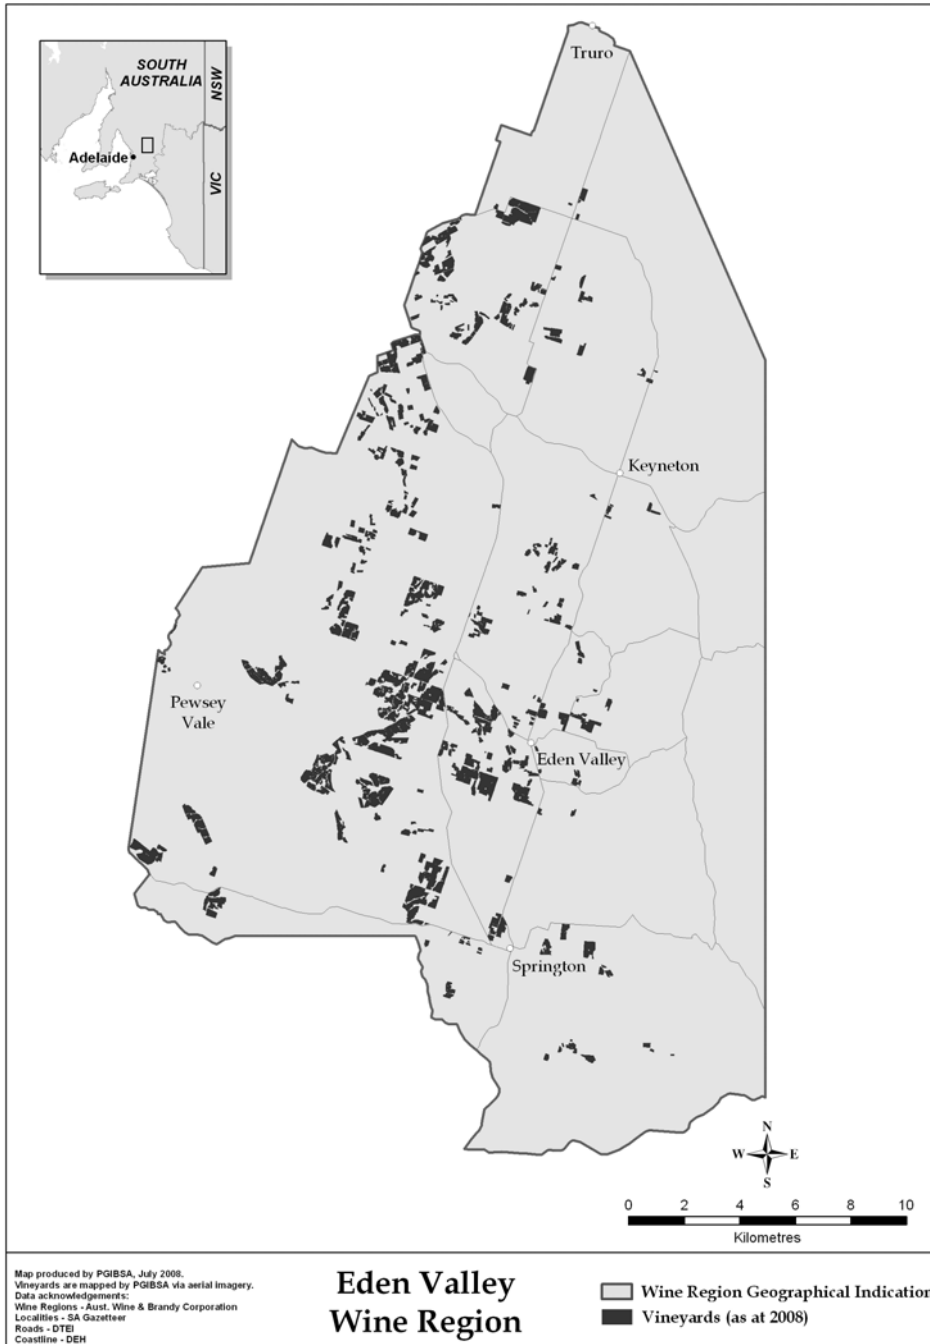 Truro
SOUTH
AUSTRALIA
NSW
Adelaide
VIC
Keyneton
Pewsey
Vale
Eden Valley
Springton
N
W E
S
0 2 4 6 8 10
Kilometres
Map produced by PGIBSA, July 2008.
Vineyards are mapped by PGIBSA via aerial imagery.
Data acknowledgements:
Wine Regions - Aust. Wine & Brandy Corporation
Localities - SA Gazetteer
Roads - DTEI
Coastline - DEH
Eden Valley
Wine Region
Wine Region Geographical Indication
Vineyards (as at 2008)